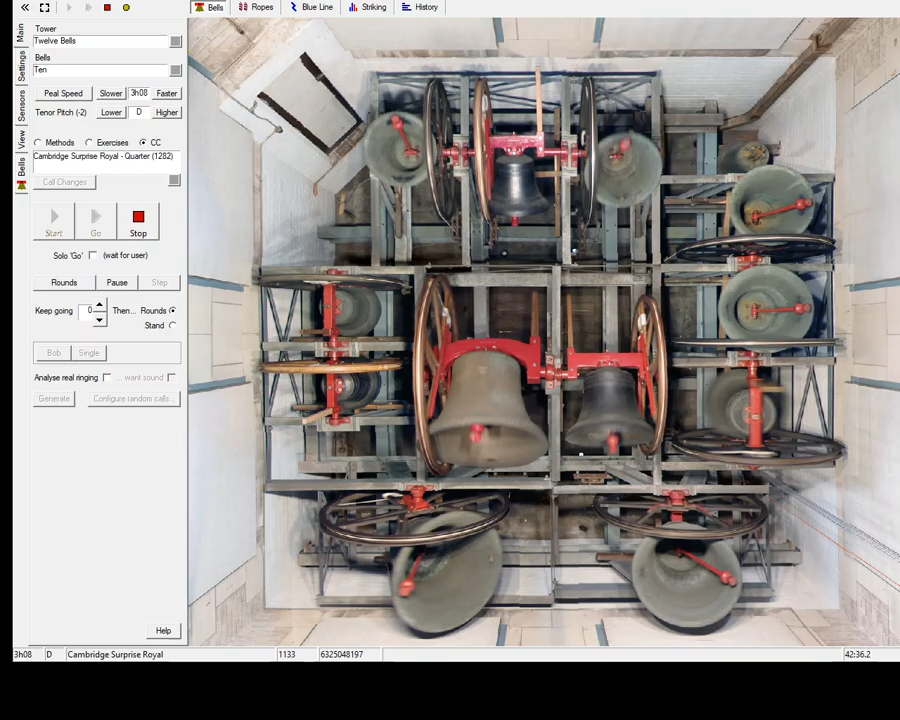 Bells Ropes Blue Line Striking History
Main
Settings
Sensors
View
Bells
Tower
Twelve Bells
Bells
Ten
Peal Speed Slower 3h08 Faster
Tenor Pitch (-2) Lower D Higher
Methods Exercises CC
Cambridge Surprise Royal - Quarter (1282)
Call Changes
Start Go Stop
Solo 'Go' (wait for user)
Rounds Pause Step
Keep going 0 Then... Rounds
Stand
Bob Single
Analyse real ringing ... want sound
Generate Configure random calls...
Help
3h08 D Cambridge Surprise Royal 1133 6325048197 42:36.2